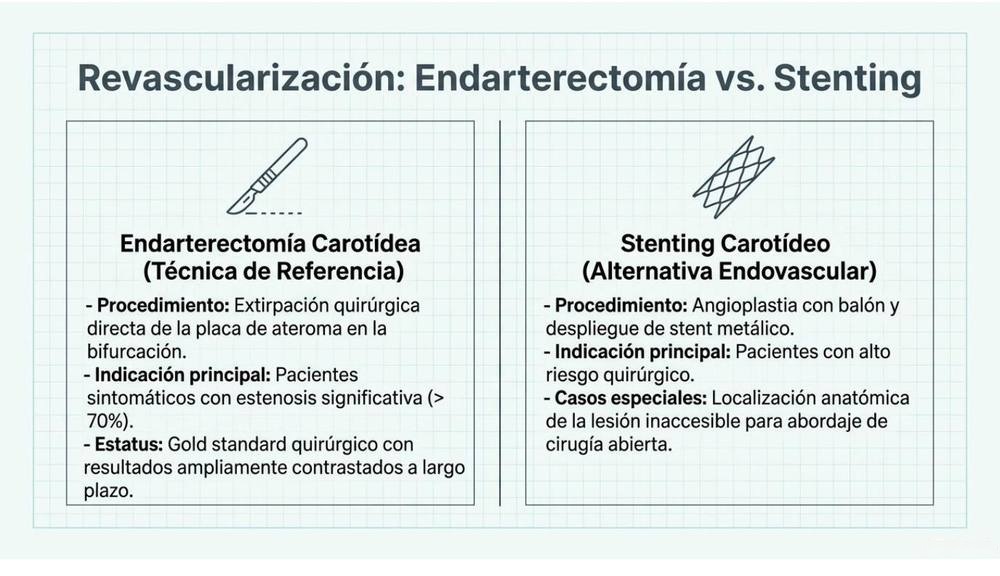 Revascularización: Endarterectomía vs. Stenting
Endarterectomía Carotídea
(Técnica de Referencia)
- Procedimiento: Extirpación quirúrgica
directa de la placa de ateroma en la
bifurcación.
- Indicación principal: Pacientes
sintomáticos con estenosis significativa (>
70%).
- Estatus: Gold standard quirúrgico con
resultados ampliamente contrastados a largo
plazo.
Stenting Carotídeo
(Alternativa Endovascular)
- Procedimiento: Angioplastia con balón y
despliegue de stent metálico.
- Indicación principal: Pacientes con alto
riesgo quirúrgico.
- Casos especiales: Localización anatómica
de la lesión inaccesible para abordaje de
cirugía abierta.